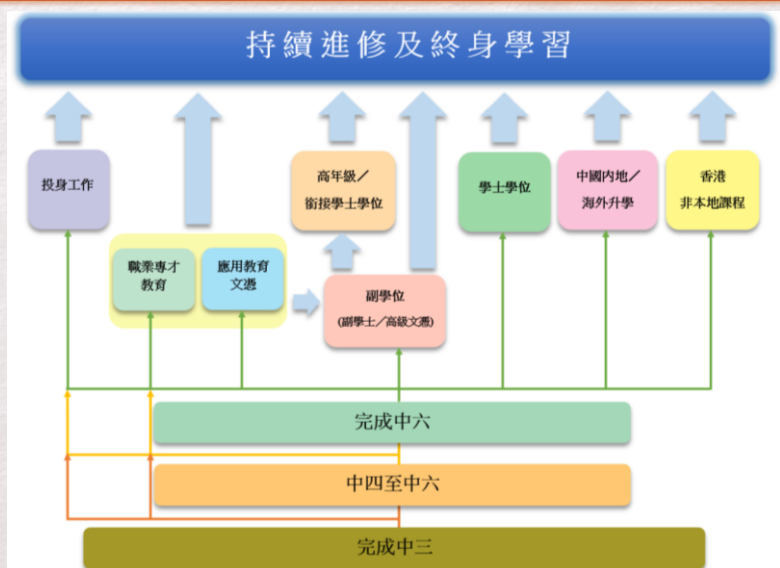 持續進修及終身學習
投身工作
高年級／
銜接學士學位
學士學位
中國內地／
海外升學
香港
非本地課程
職業專才
教育
應用教育
文憑
副學位
(副學士／高級文憑)
完成中六
中四至中六
完成中三